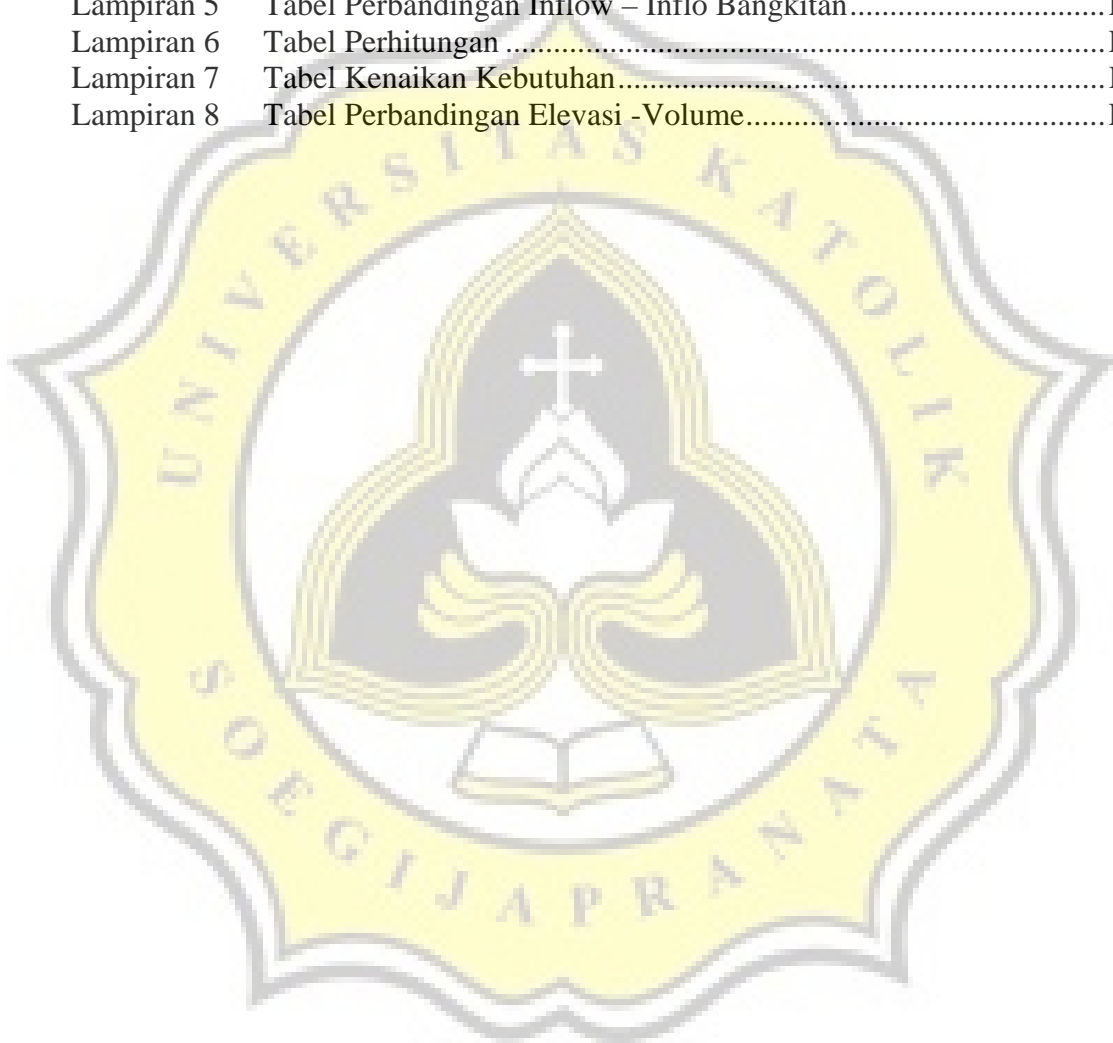 Lampiran 5 Tabel Perbandingan Inflow – Inflo Bangkitan
Lampiran 6 Tabel Perhitungan
Lampiran 7 Tabel Kenaikan Kebutuhan
Lampiran 8 Tabel Perbandingan Elevasi -Volume
UNIVERSITAS KATOLIK
SOEGIJAPRANATA